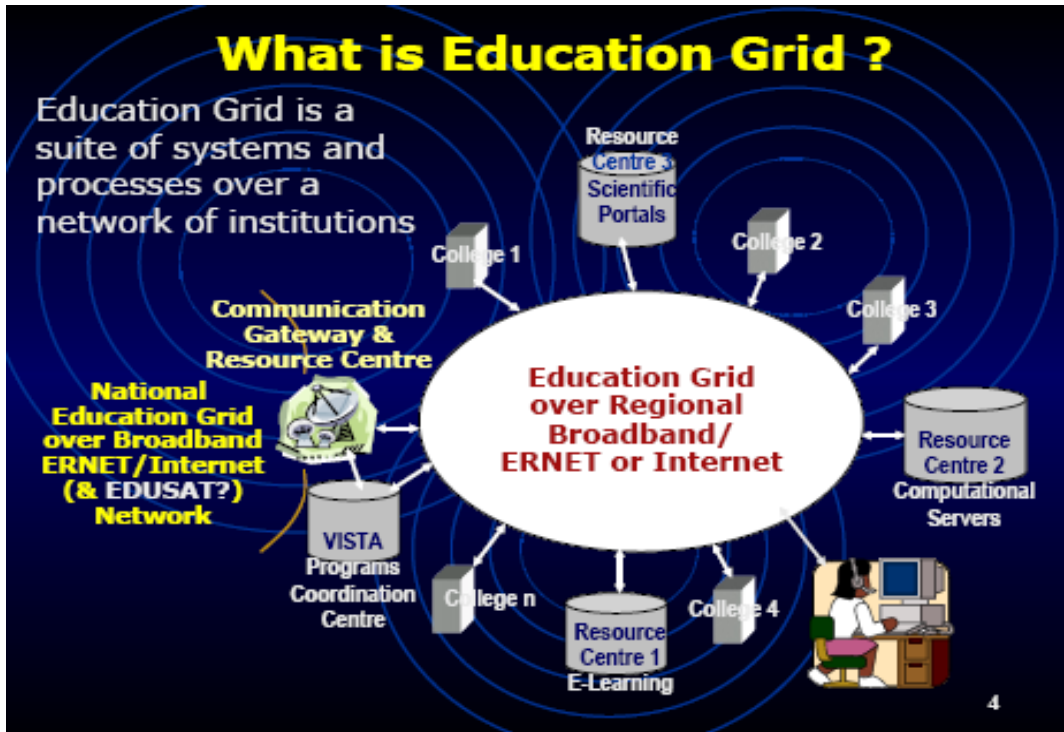 What is Education Grid ?
Education Grid is a
suite of systems and
processes over a
network of institutions
Resource
Centre 3
Scientific
Portals
College 1
College 2
College 3
Communication
Gateway &
Resource Centre
National
Education Grid
over Broadband
ERNET/Internet
(& EDUSAT?)
Network
Education Grid
over Regional
Broadband/
ERNET or Internet
Resource
Centre 2
Computational
Servers
VISTA
Programs
Coordination
Centre
College n
Resource
Centre 1
E-Learning
College 4
4